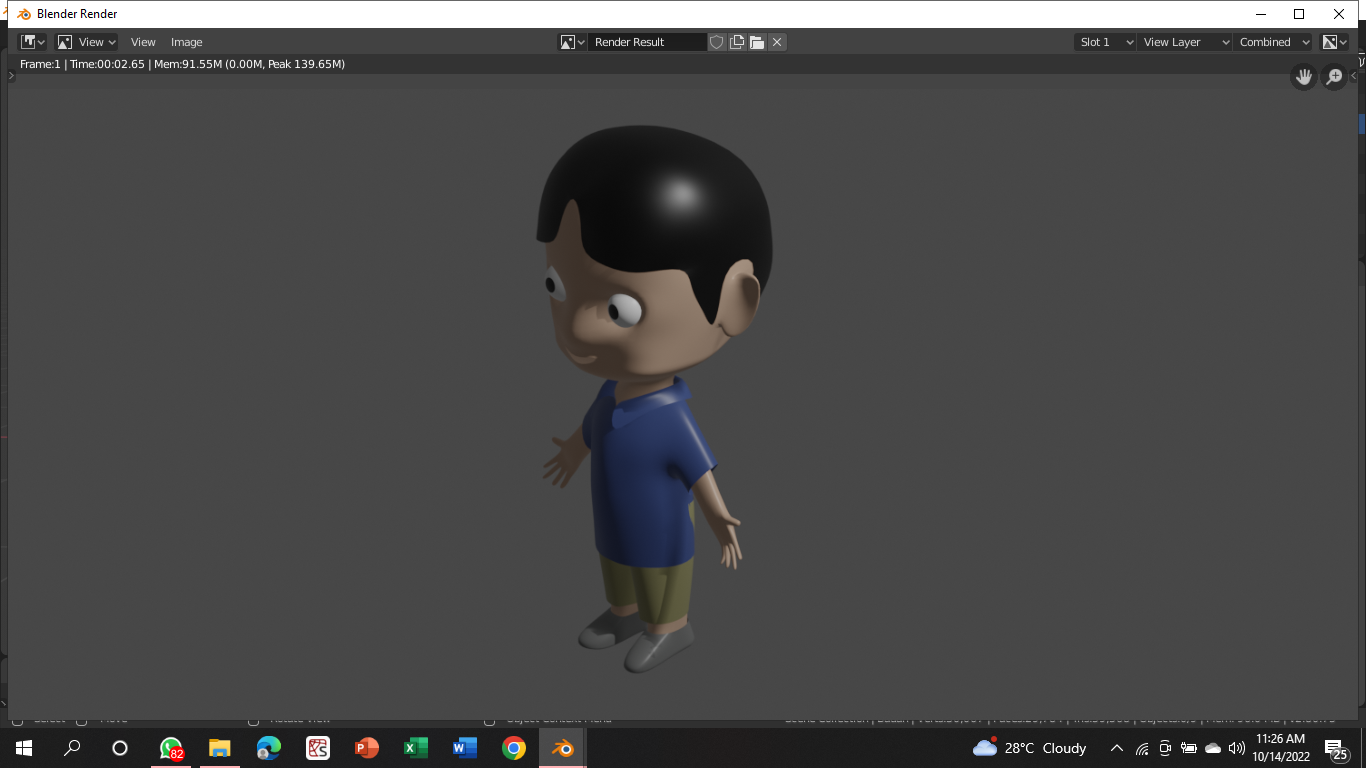 Blender Render
View View Image Render Result Slot 1 View Layer Combined
Frame:1 | Time:00:02.65 | Mem:91.55M (0.00M, Peak 139.65M)
82
28°C Cloudy
11:26 AM
10/14/2022
25